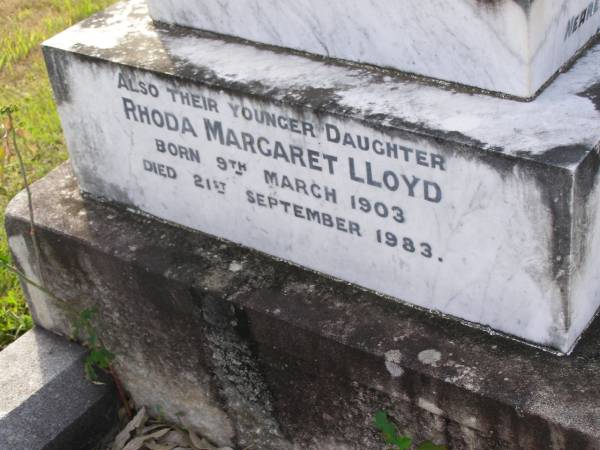 ALSO THEIR YOUNGER DAUGHTER
RHODA MARGARET LLOYD
BORN 9TH MARCH 1903
DIED 21ST SEPTEMBER 1983.